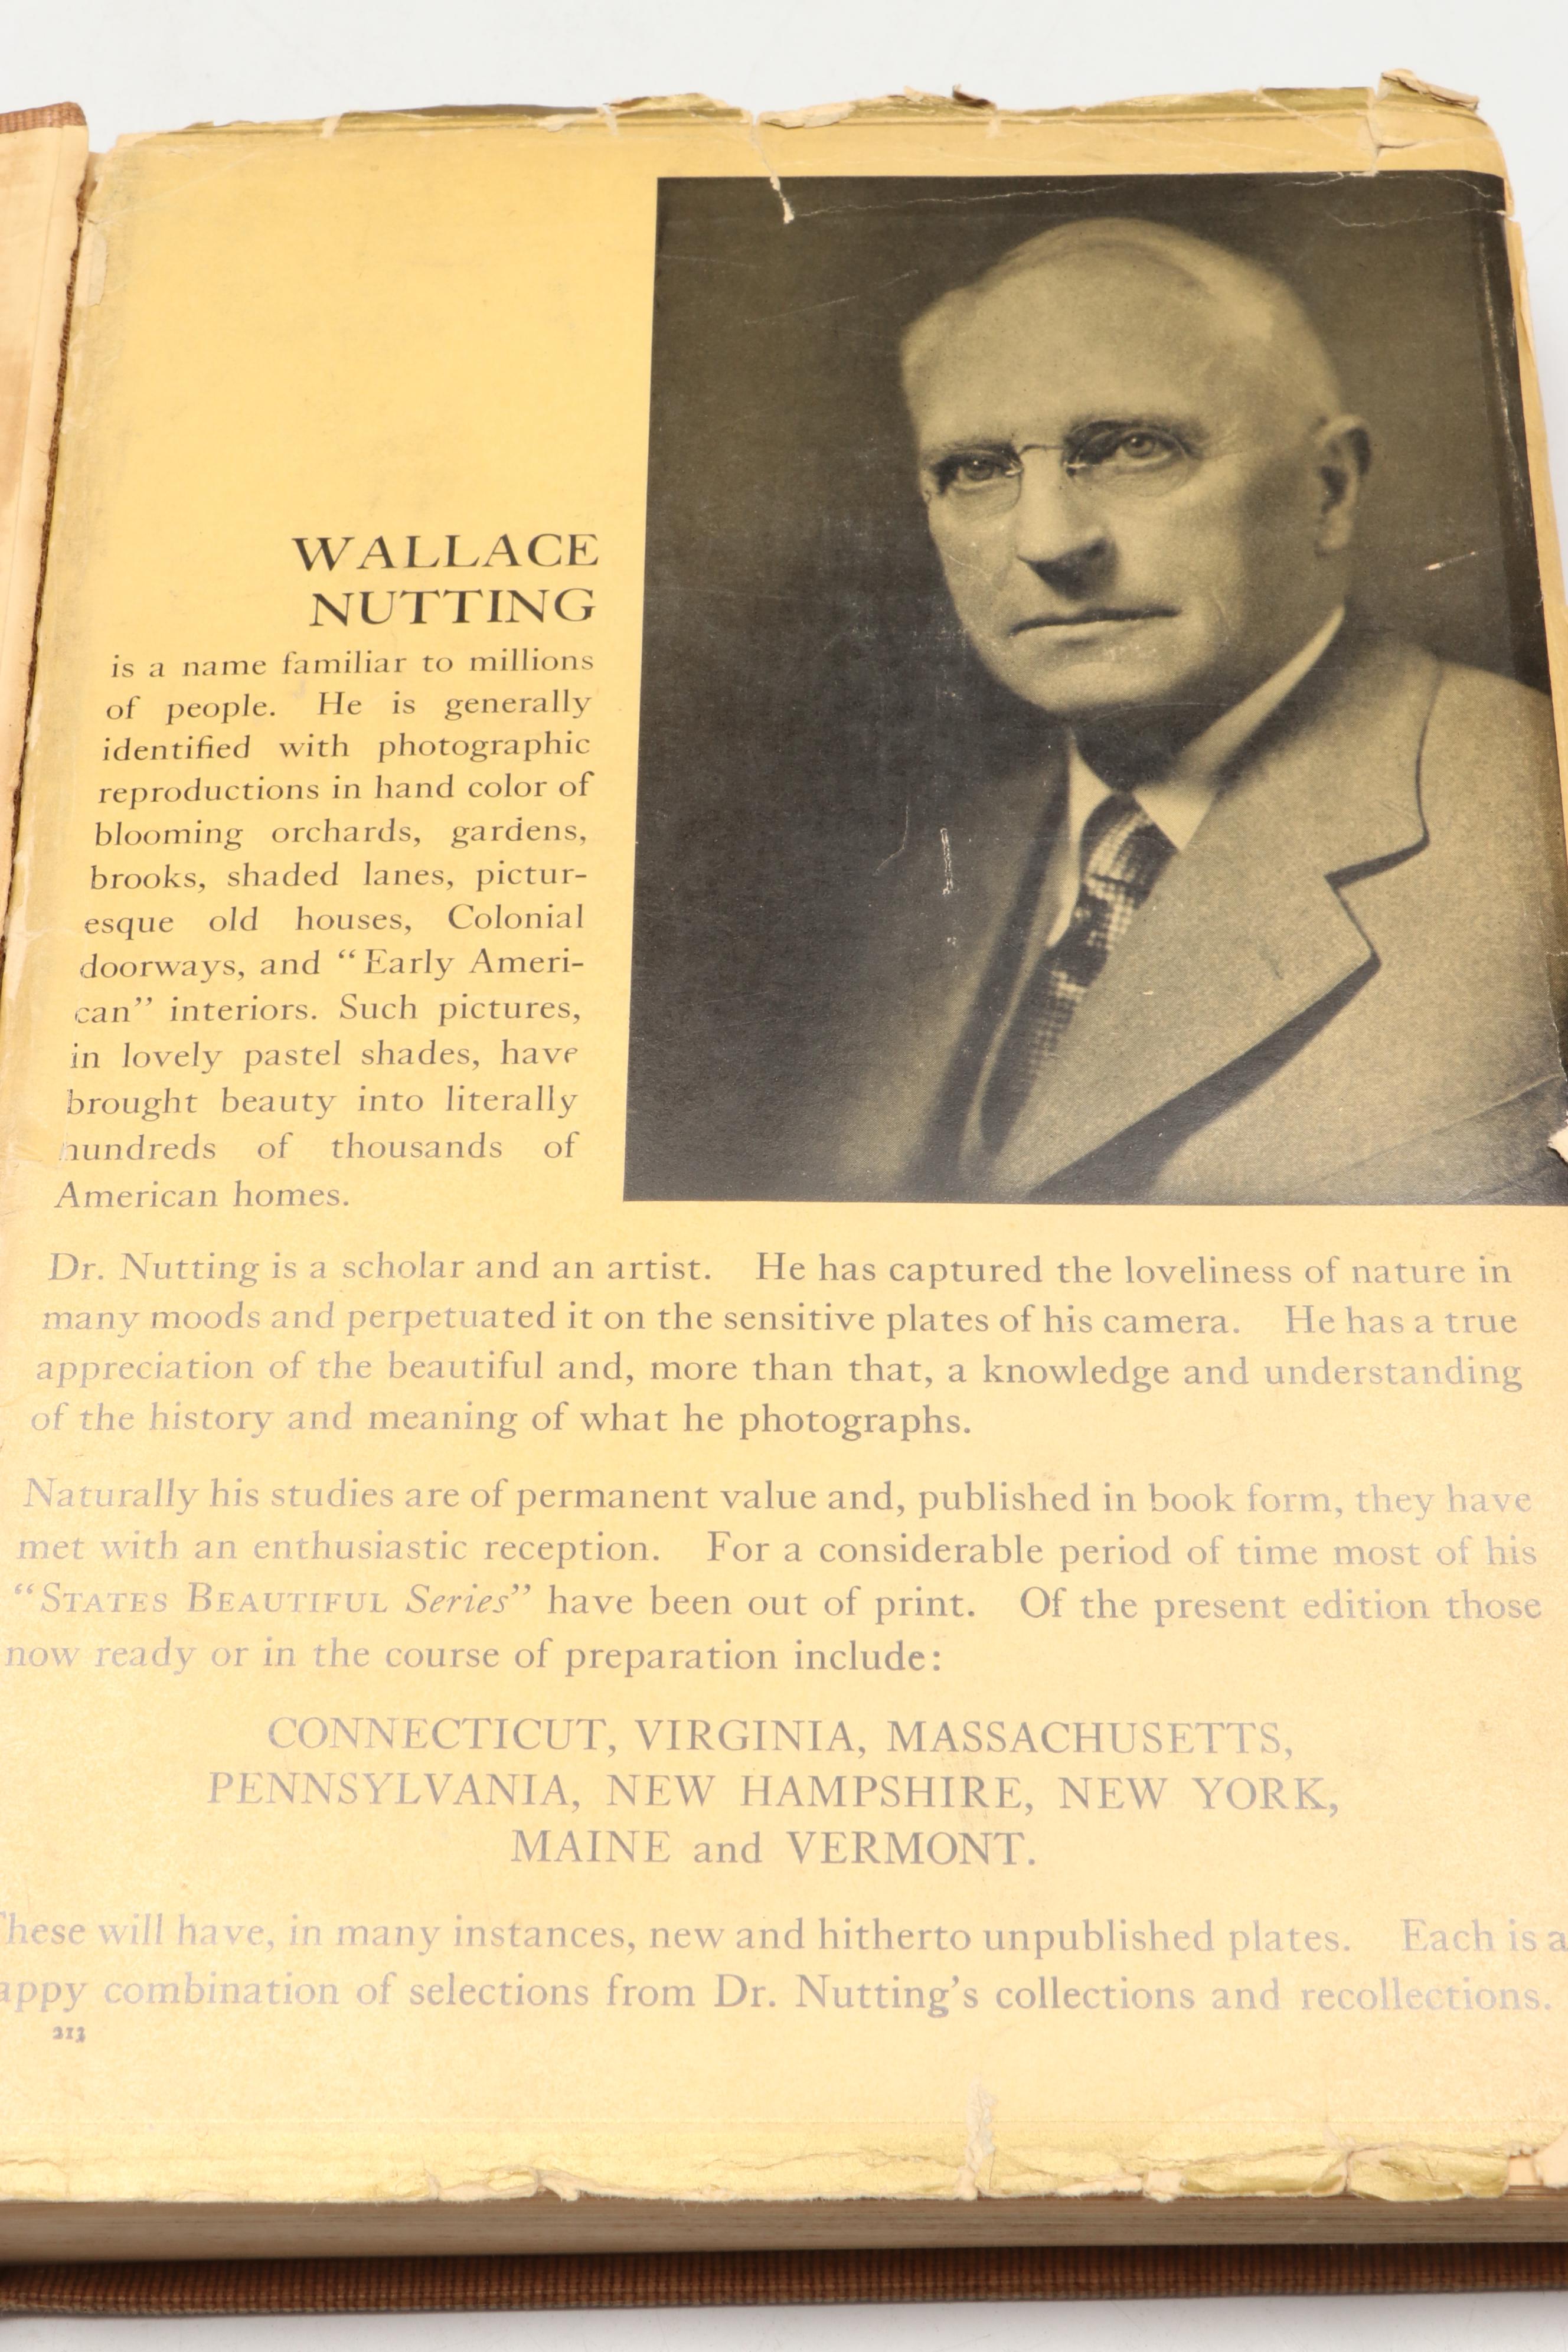 WALLACE
NUTTING
is a name familiar to millions
of people. He is generally
identified with photographic
reproductions in hand color of
blooming orchards, gardens,
brooks, shaded lanes, pictur-
esque old houses, Colonial
doorways, and “Early Ameri-
can” interiors. Such pictures,
in lovely pastel shades, have
brought beauty into literally
hundreds of thousands of
American homes.
Dr. Nutting is a scholar and an artist. He has captured the loveliness of nature in
many moods and perpetuated it on the sensitive plates of his camera. He has a true
appreciation of the beautiful and, more than that, a knowledge and understanding
of the history and meaning of what he photographs.
Naturally his studies are of permanent value and, published in book form, they have
met with an enthusiastic reception. For a considerable period of time most of his
“STATES BEAUTIFUL Series” have been out of print. Of the present edition those
now ready or in the course of preparation include:
CONNECTICUT, VIRGINIA, MASSACHUSETTS,
PENNSYLVANIA, NEW HAMPSHIRE, NEW YORK,
MAINE and VERMONT.
These will have, in many instances, new and hitherto unpublished plates. Each is a
appy combination of selections from Dr. Nutting’s collections and recollections.
213